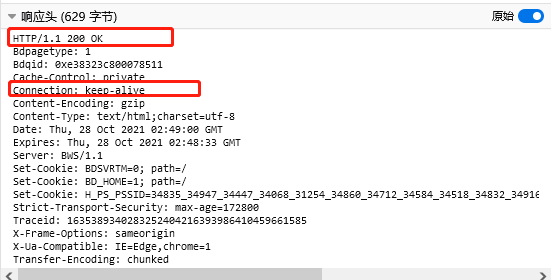 响应头 (629 字节)
原始
HTTP/1.1 200 OK
Bdpagetype: 1
Bdqid: 0xe38323c800078511
Cache-Control: private
Connection: keep-alive
Content-Encoding: gzip
Content-Type: text/html;charset=utf-8
Date: Thu, 28 Oct 2021 02:49:00 GMT
Expires: Thu, 28 Oct 2021 02:48:33 GMT
Server: BWS/1.1
Set-Cookie: BDSVRTM=0; path=/
Set-Cookie: BD_HOME=1; path=/
Set-Cookie: H_PS_PSSID=34835_34947_34447_34068_31254_34860_34712_34584_34518_34832_34916
Strict-Transport-Security: max-age=172800
Traceid: 1635389340283252404216393986410459661585
X-Frame-Options: sameorigin
X-Ua-Compatible: IE=Edge,chrome=1
Transfer-Encoding: chunked